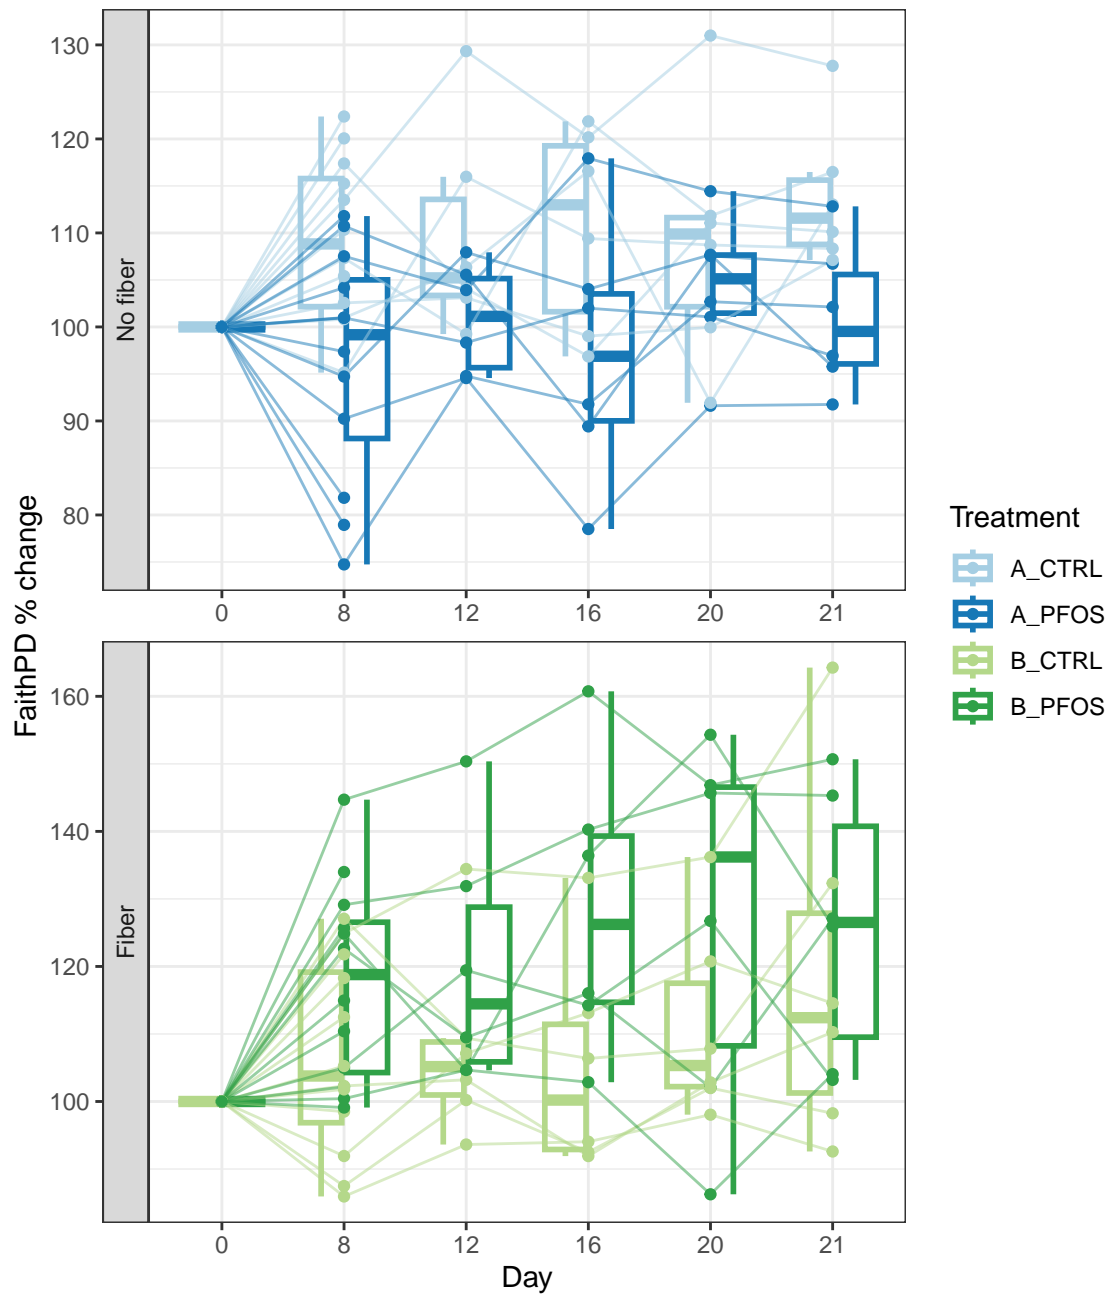 130
120
110
100
90
80
No fiber
0 8 12 16 20 21
FaithPD % change
160
140
120
100
Fiber
0 8 12 16 20 21
Day
Treatment
A_CTRL
A_PFOS
B_CTRL
B_PFOS